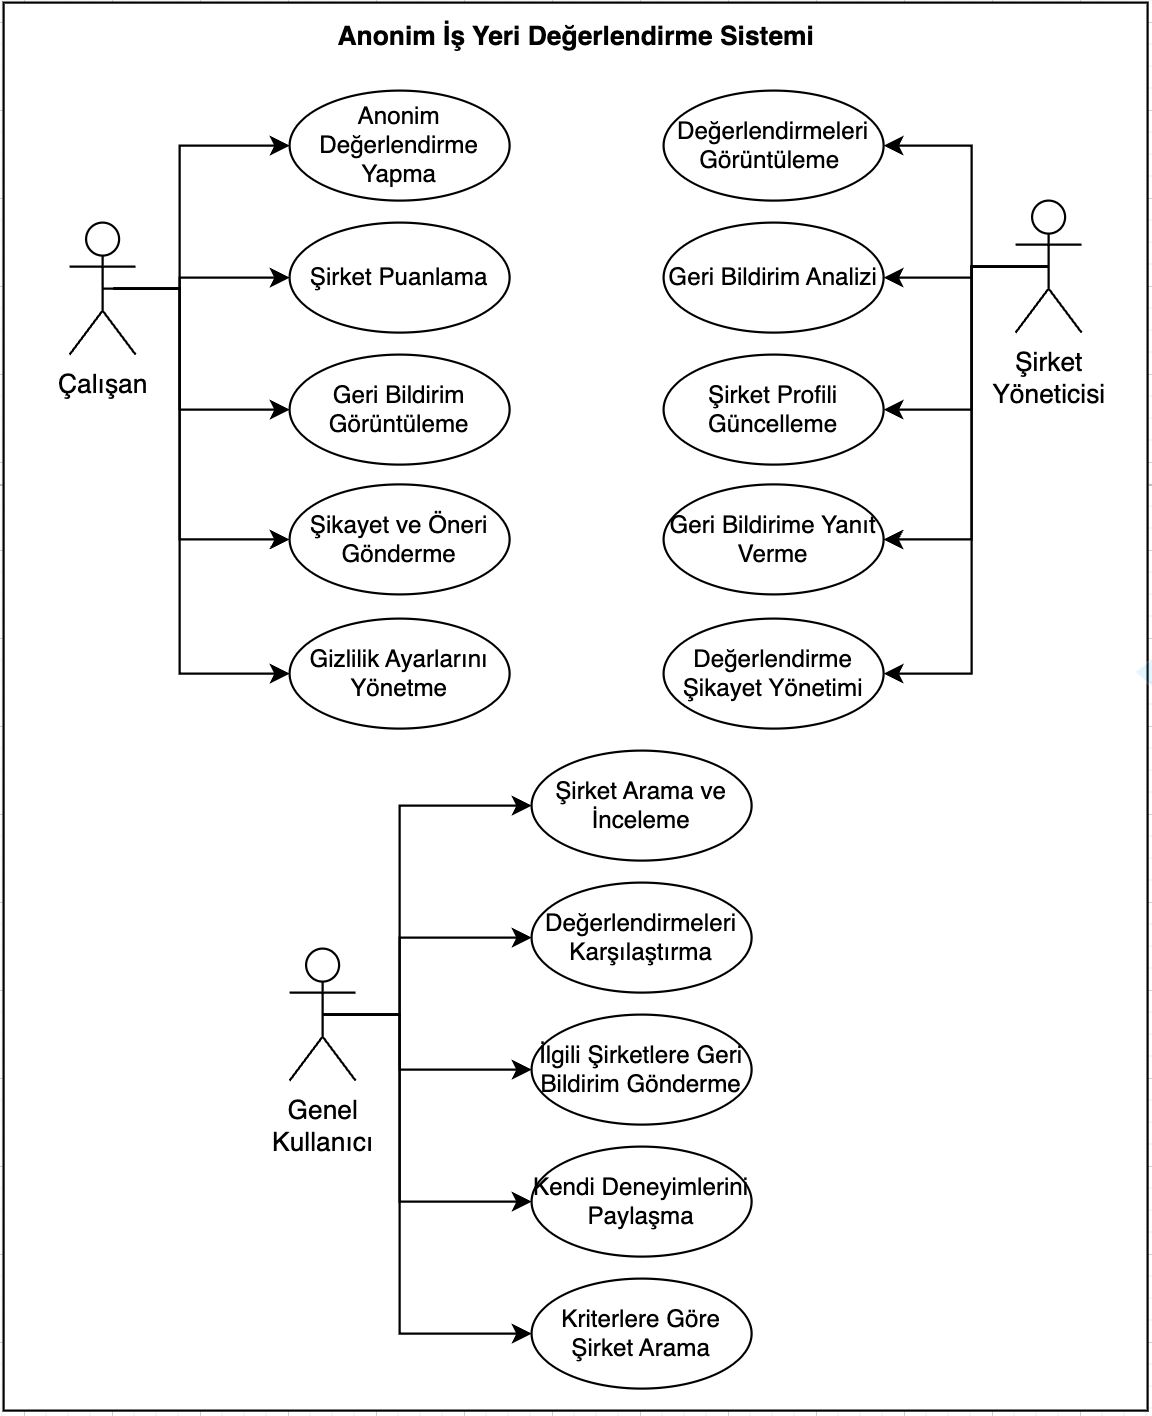 Anonim İş Yeri Değerlendirme Sistemi
Anonim
Değerlendirme
Yapma
Şirket Puanlama
Geri Bildirim
Görüntüleme
Şikayet ve Öneri
Gönderme
Gizlilik Ayarlarını
Yönetme
Çalışan
Değerlendirmeleri
Görüntüleme
Geri Bildirim Analizi
Şirket Profili
Güncelleme
Geri Bildirime Yanıt
Verme
Değerlendirme
Şikayet Yönetimi
Şirket
Yöneticisi
Şirket Arama ve
İnceleme
Değerlendirmeleri
Karşılaştırma
İlgili Şirketlere Geri
Bildirim Gönderme
Kendi Deneyimlerini
Paylaşma
Kriterlere Göre
Şirket Arama
Genel
Kullanıcı